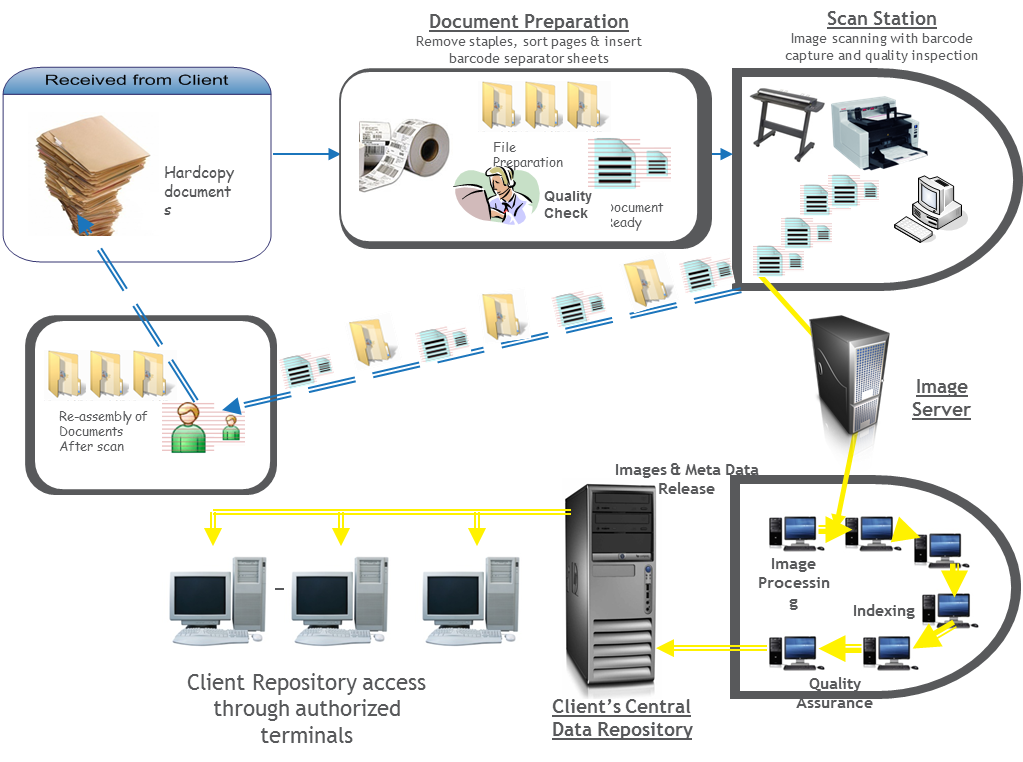 Document Preparation
Remove staples, sort pages & insert
barcode separator sheets
Scan Station
Image scanning with barcode
capture and quality inspection
Received from Client
Hardcopy
document
s
File
Preparation
Quality
Check
Document
Ready
Re-assembly of
Documents
After scan
Image
Server
Images & Meta Data
Release
Image
Processin
g
Indexing
Quality
Assurance
Client Repository access
through authorized
terminals
Client's Central
Data Repository